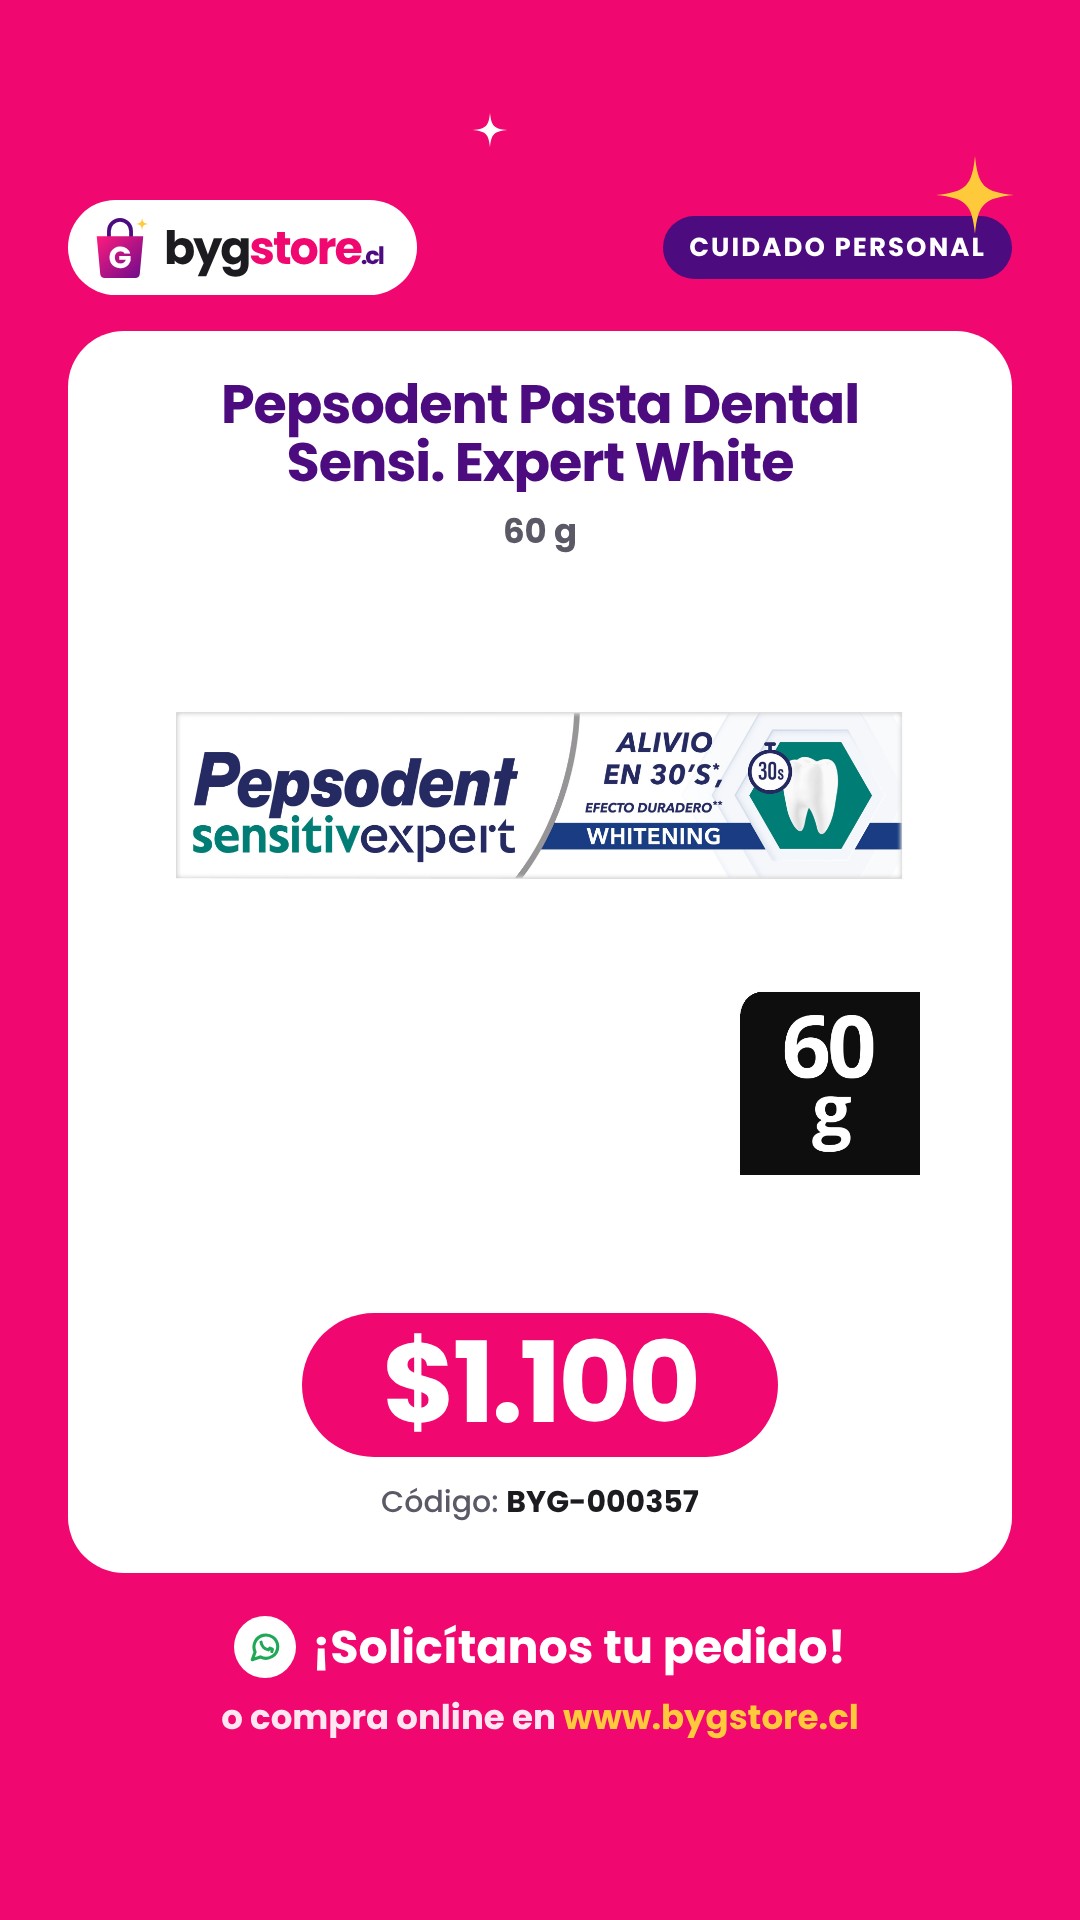 G
bygstore.cl
CUIDADO PERSONAL
Pepsodent Pasta Dental
Sensi. Expert White
60 g
Pepsodent
sensitivexpert
ALIVIO
EN 30'S*,
EFECTO DURADERO**
WHITENING
30s
60
g
$1.100
Código: BYG-000357
¡Solicítanos tu pedido!
o compra online en www.bygstore.cl